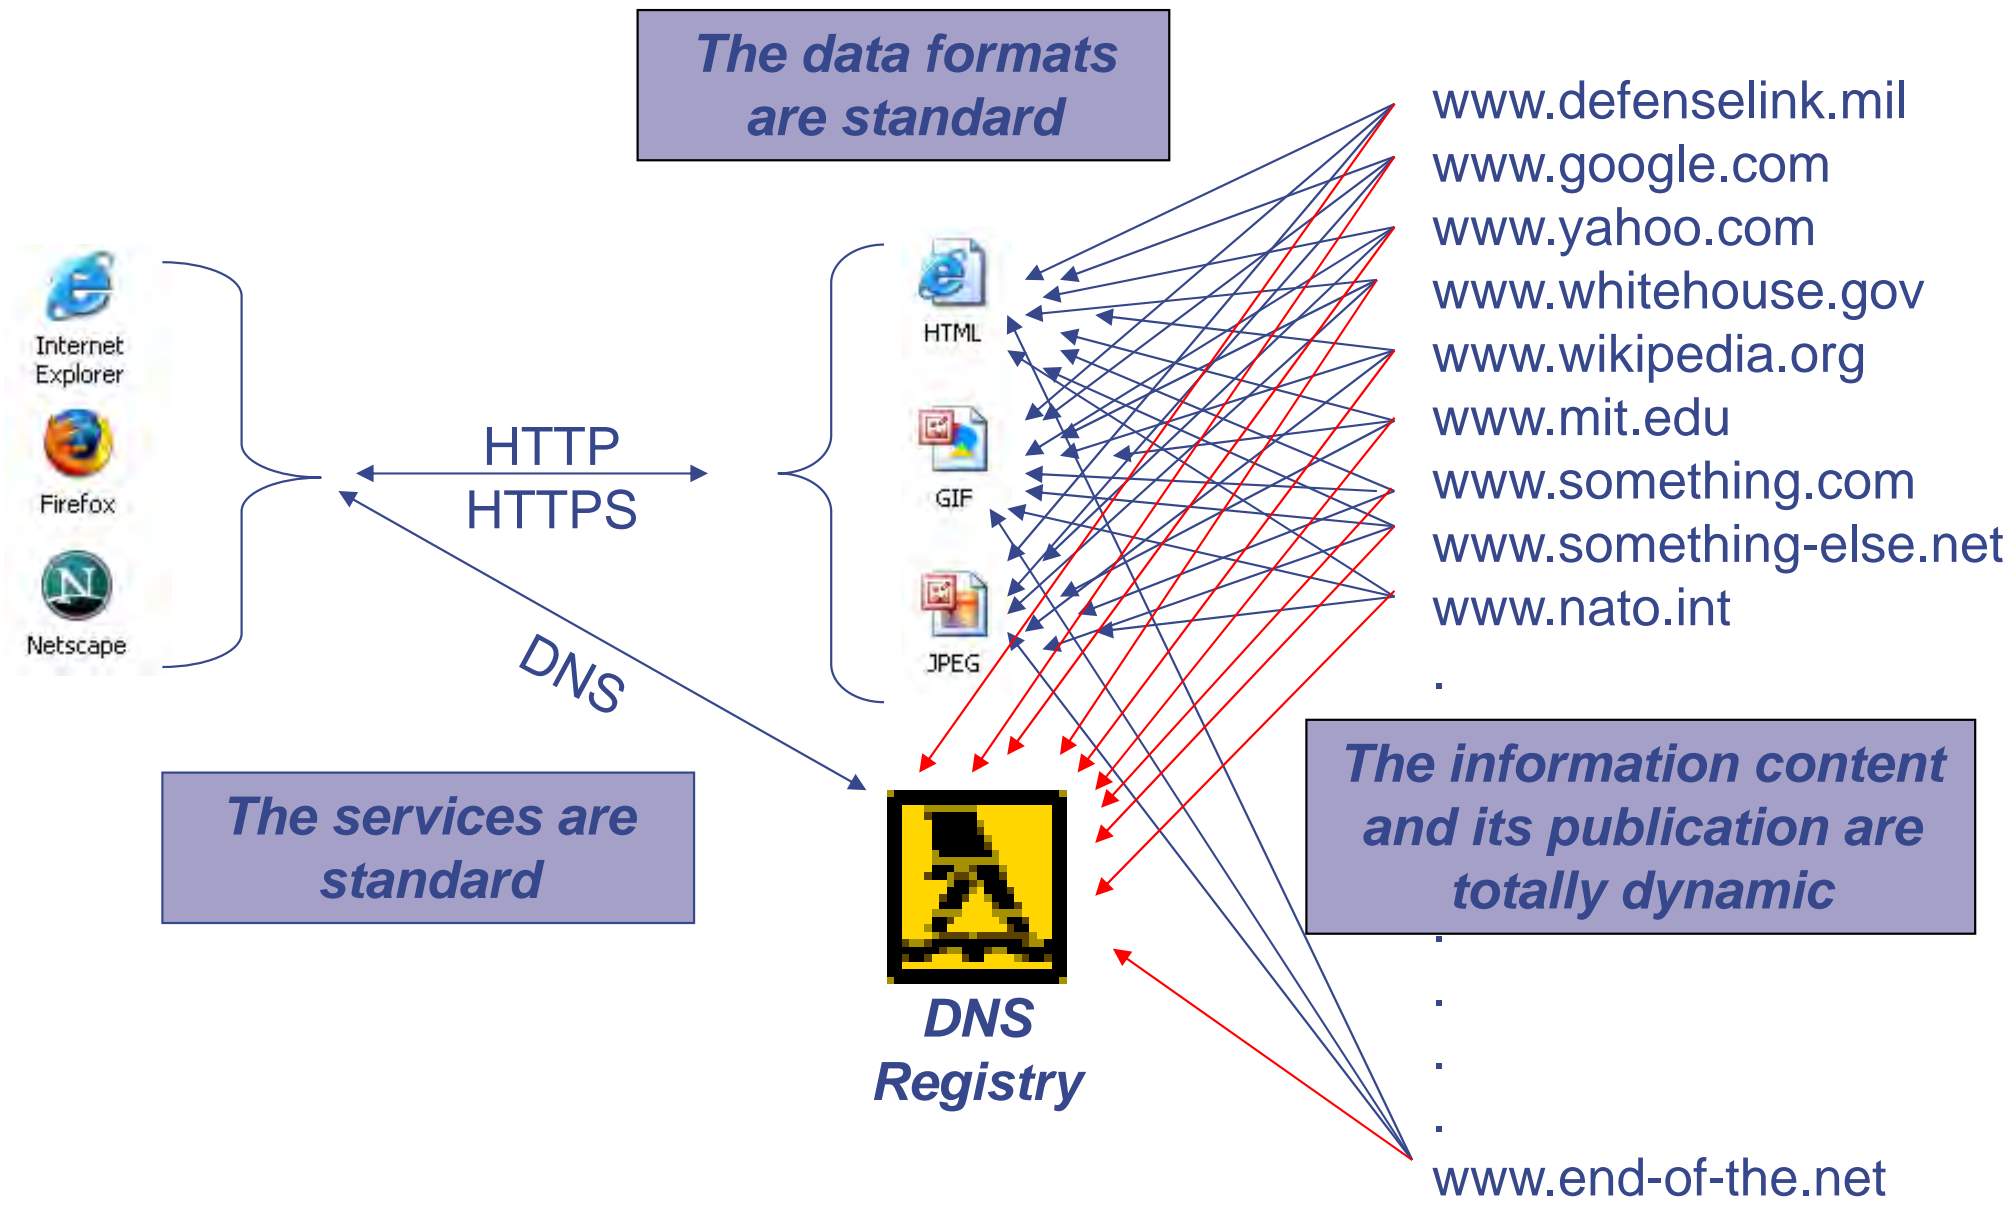 The data formats
are standard
www.defenselink.mil
www.google.com
www.yahoo.com
www.whitehouse.gov
www.wikipedia.org
www.mit.edu
www.something.com
www.something-else.net
www.nato.int
.
.
.
.
.
www.end-of-the.net
Internet
Explorer
Firefox
Netscape
HTTP
HTTPS
DNS
HTML
GIF
JPEG
The services are
standard
The information content
and its publication are
totally dynamic
DNS
Registry